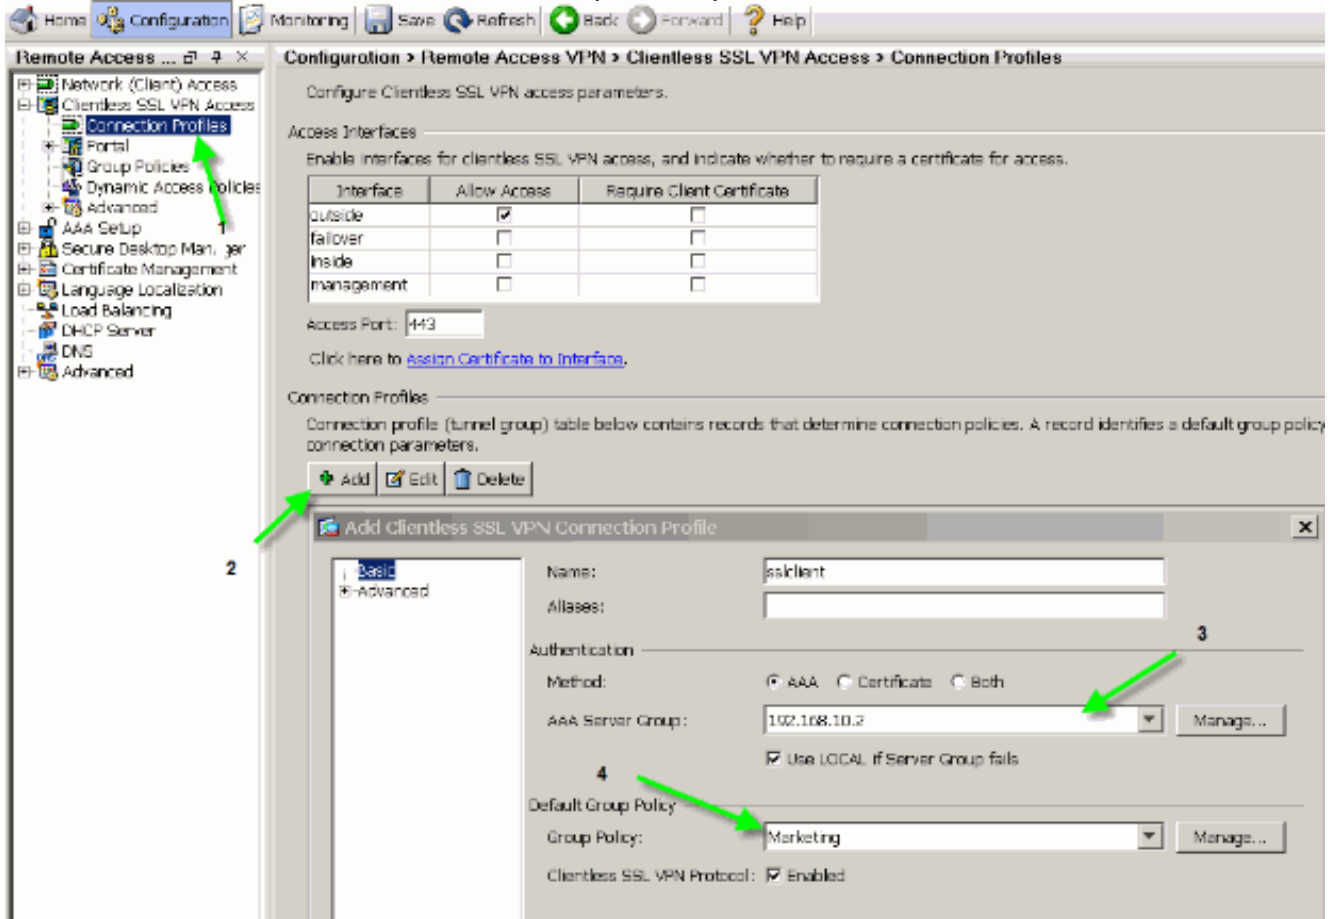 Home Configuration Monitoring Save Refresh Back Forward Help
Remote Access ...
Configuration > Remote Access VPN > Clientless SSL VPN Access > Connection Profiles
Network (Client) Access
Clientless SSL VPN Access
Connection Profiles
Portal
Group Policies
Dynamic Access Policies
Advanced
AAA Setup
1
Secure Desktop Man. ger
Certificate Management
Language Localization
Load Balancing
DHCP Server
DNS
Advanced
Configure Clientless SSL VPN access parameters.
Access Interfaces
Enable interfaces for clientless SSL VPN access, and indicate whether to require a certificate for access.
Interface Allow Access Require Client Certificate
outside
failover
inside
management
Access Port: 443
Click here to Assign Certificate to Interface.
Connection Profiles
Connection profile (tunnel group) table below contains records that determine connection policies. A record identifies a default group policy
connection parameters.
Add Edit Delete
2
Add Clientless SSL VPN Connection Profile
Basic
Advanced
Name: sslclient
Aliases:
3
Authentication
Method: AAA Certificate Both
AAA Server Group: 192.168.10.2 Manage...
Use LOCAL if Server Group fails
4
Default Group Policy
Group Policy: Marketing Manage...
Clientless SSL VPN Protocol: Enabled